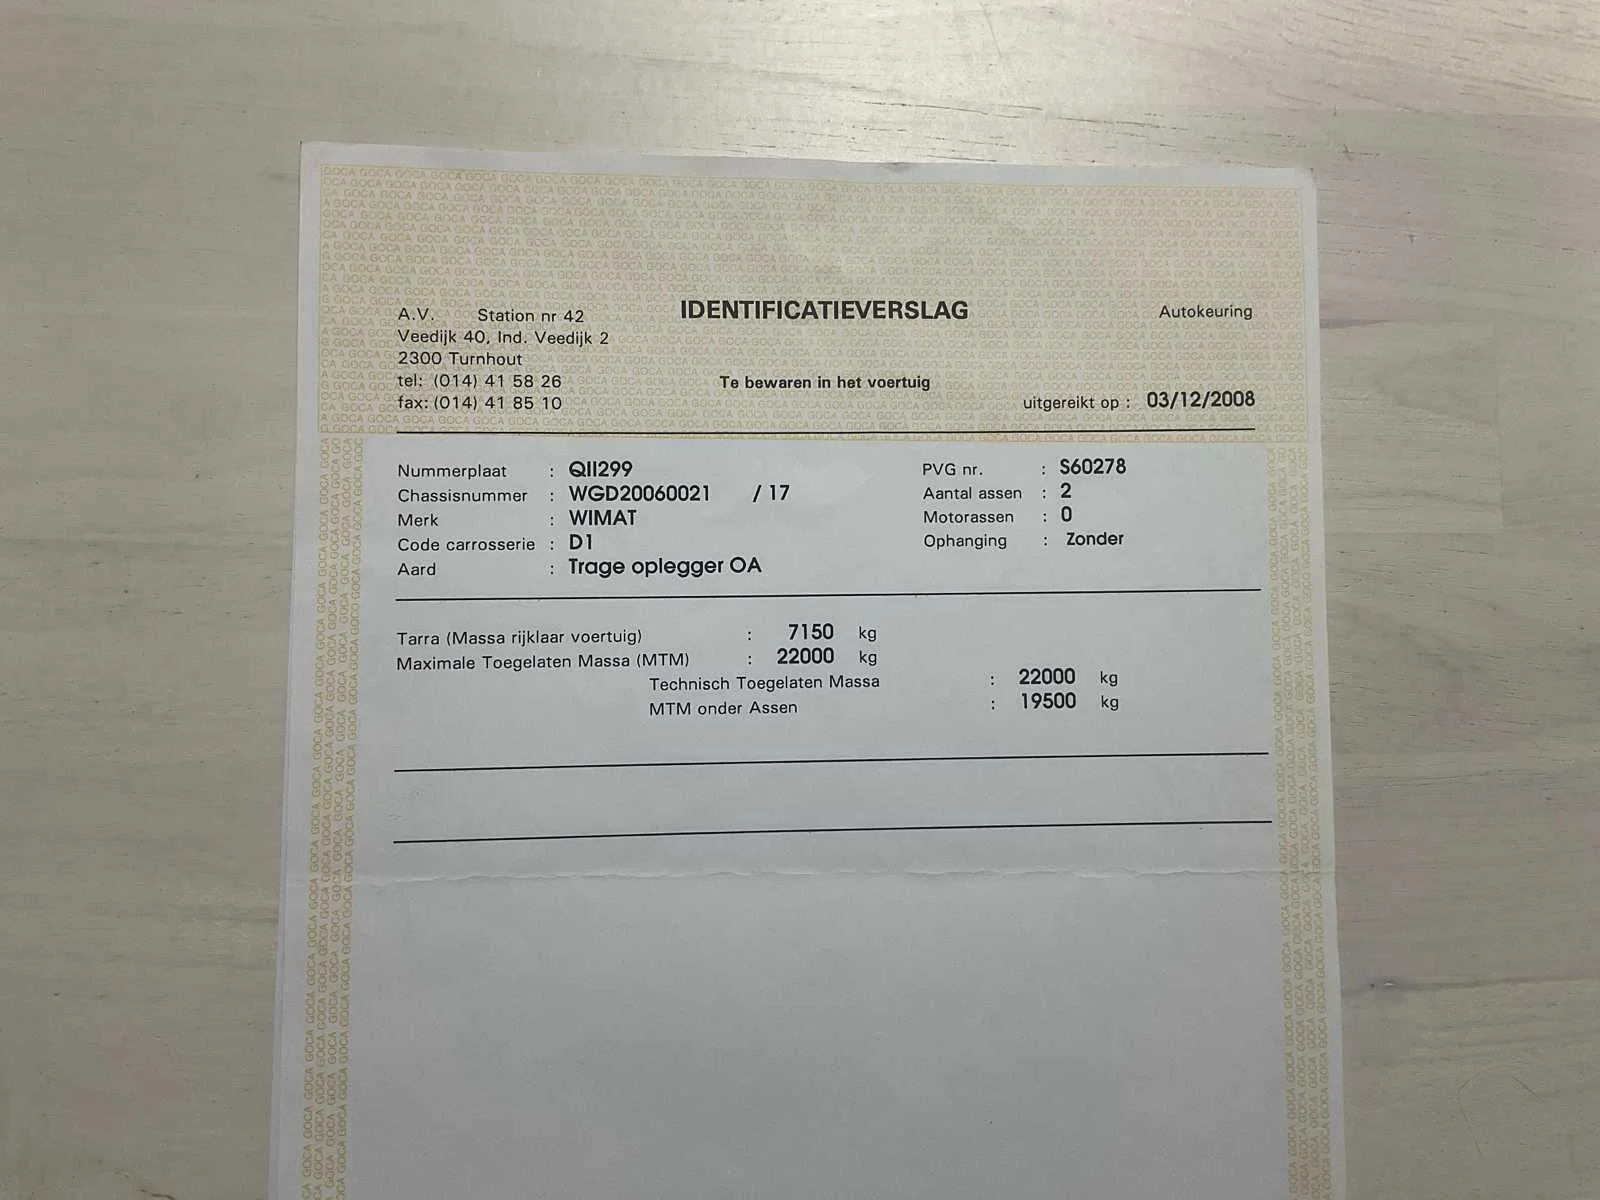 A.V. Station nr 42
Veedijk 40, Ind. Veedijk 2
2300 Turnhout
tel: (014) 41 58 26
fax: (014) 41 85 10
IDENTIFICATIEVERSLAG
Te bewaren in het voertuig
Autokeuring
uitgereikt op : 03/12/2008
Nummerplaat : QII299
Chassisnummer : WGD20060021 / 17
Merk : WIMAT
Code carrosserie : D1
Aard : Trage oplegger OA
PVG nr. : S60278
Aantal assen : 2
Motorassen : 0
Ophanging : Zonder
Tarra (Massa rijklaar voertuig) : 7150 kg
Maximale Toegelaten Massa (MTM) : 22000 kg
Technisch Toegelaten Massa : 22000 kg
MTM onder Assen : 19500 kg